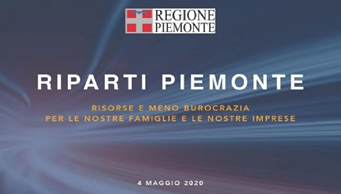 REGIONE
PIEMONTE
RIPARTI PIEMONTE
RISORSE E MENO BUROCRAZIA
PER LE NOSTRE FAMIGLIE E LE NOSTRE IMPRESE
4 MAGGIO 2020